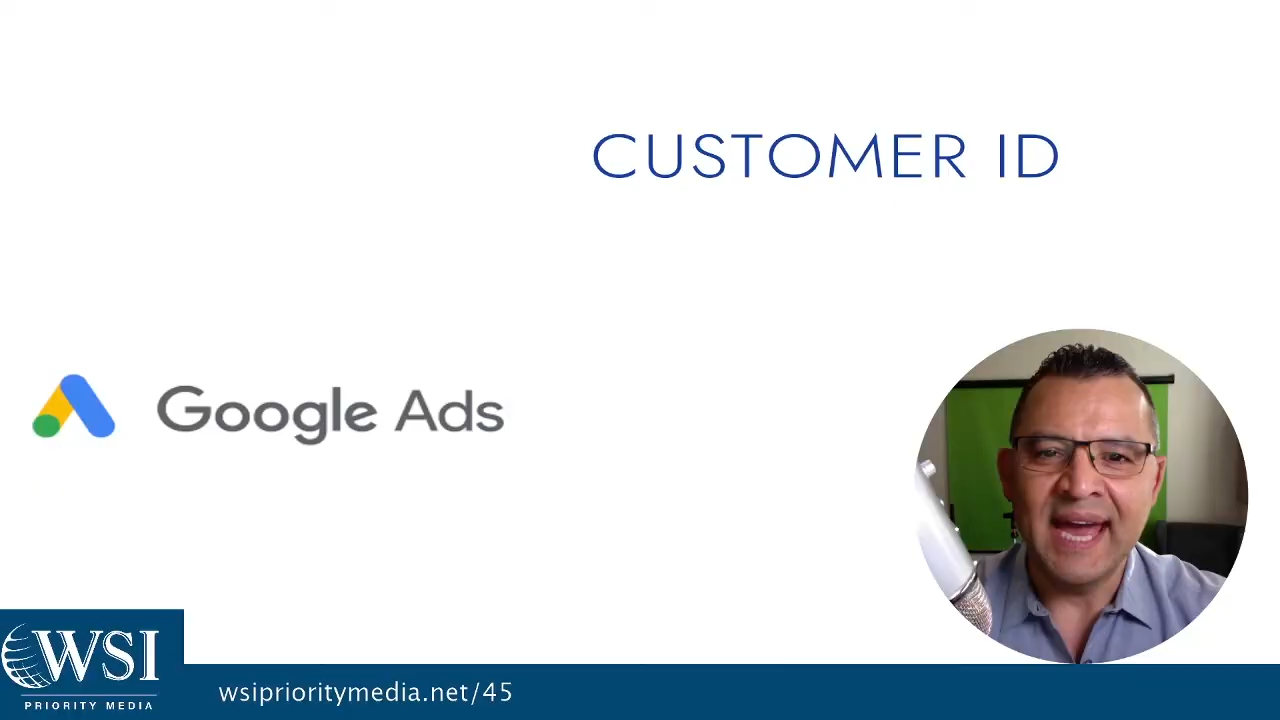 CUSTOMER ID
Google Ads
WSI
PRIORITY MEDIA
wsiprioritymedia.net/45